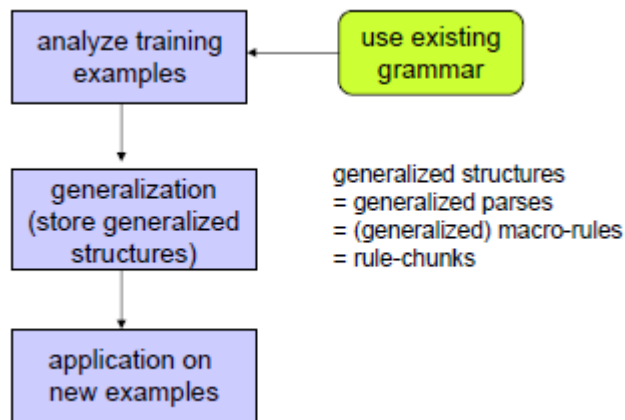 analyze training
examples
use existing
grammar
generalization
(store generalized
structures)
generalized structures
= generalized parses
= (generalized) macro-rules
= rule-chunks
application on
new examples